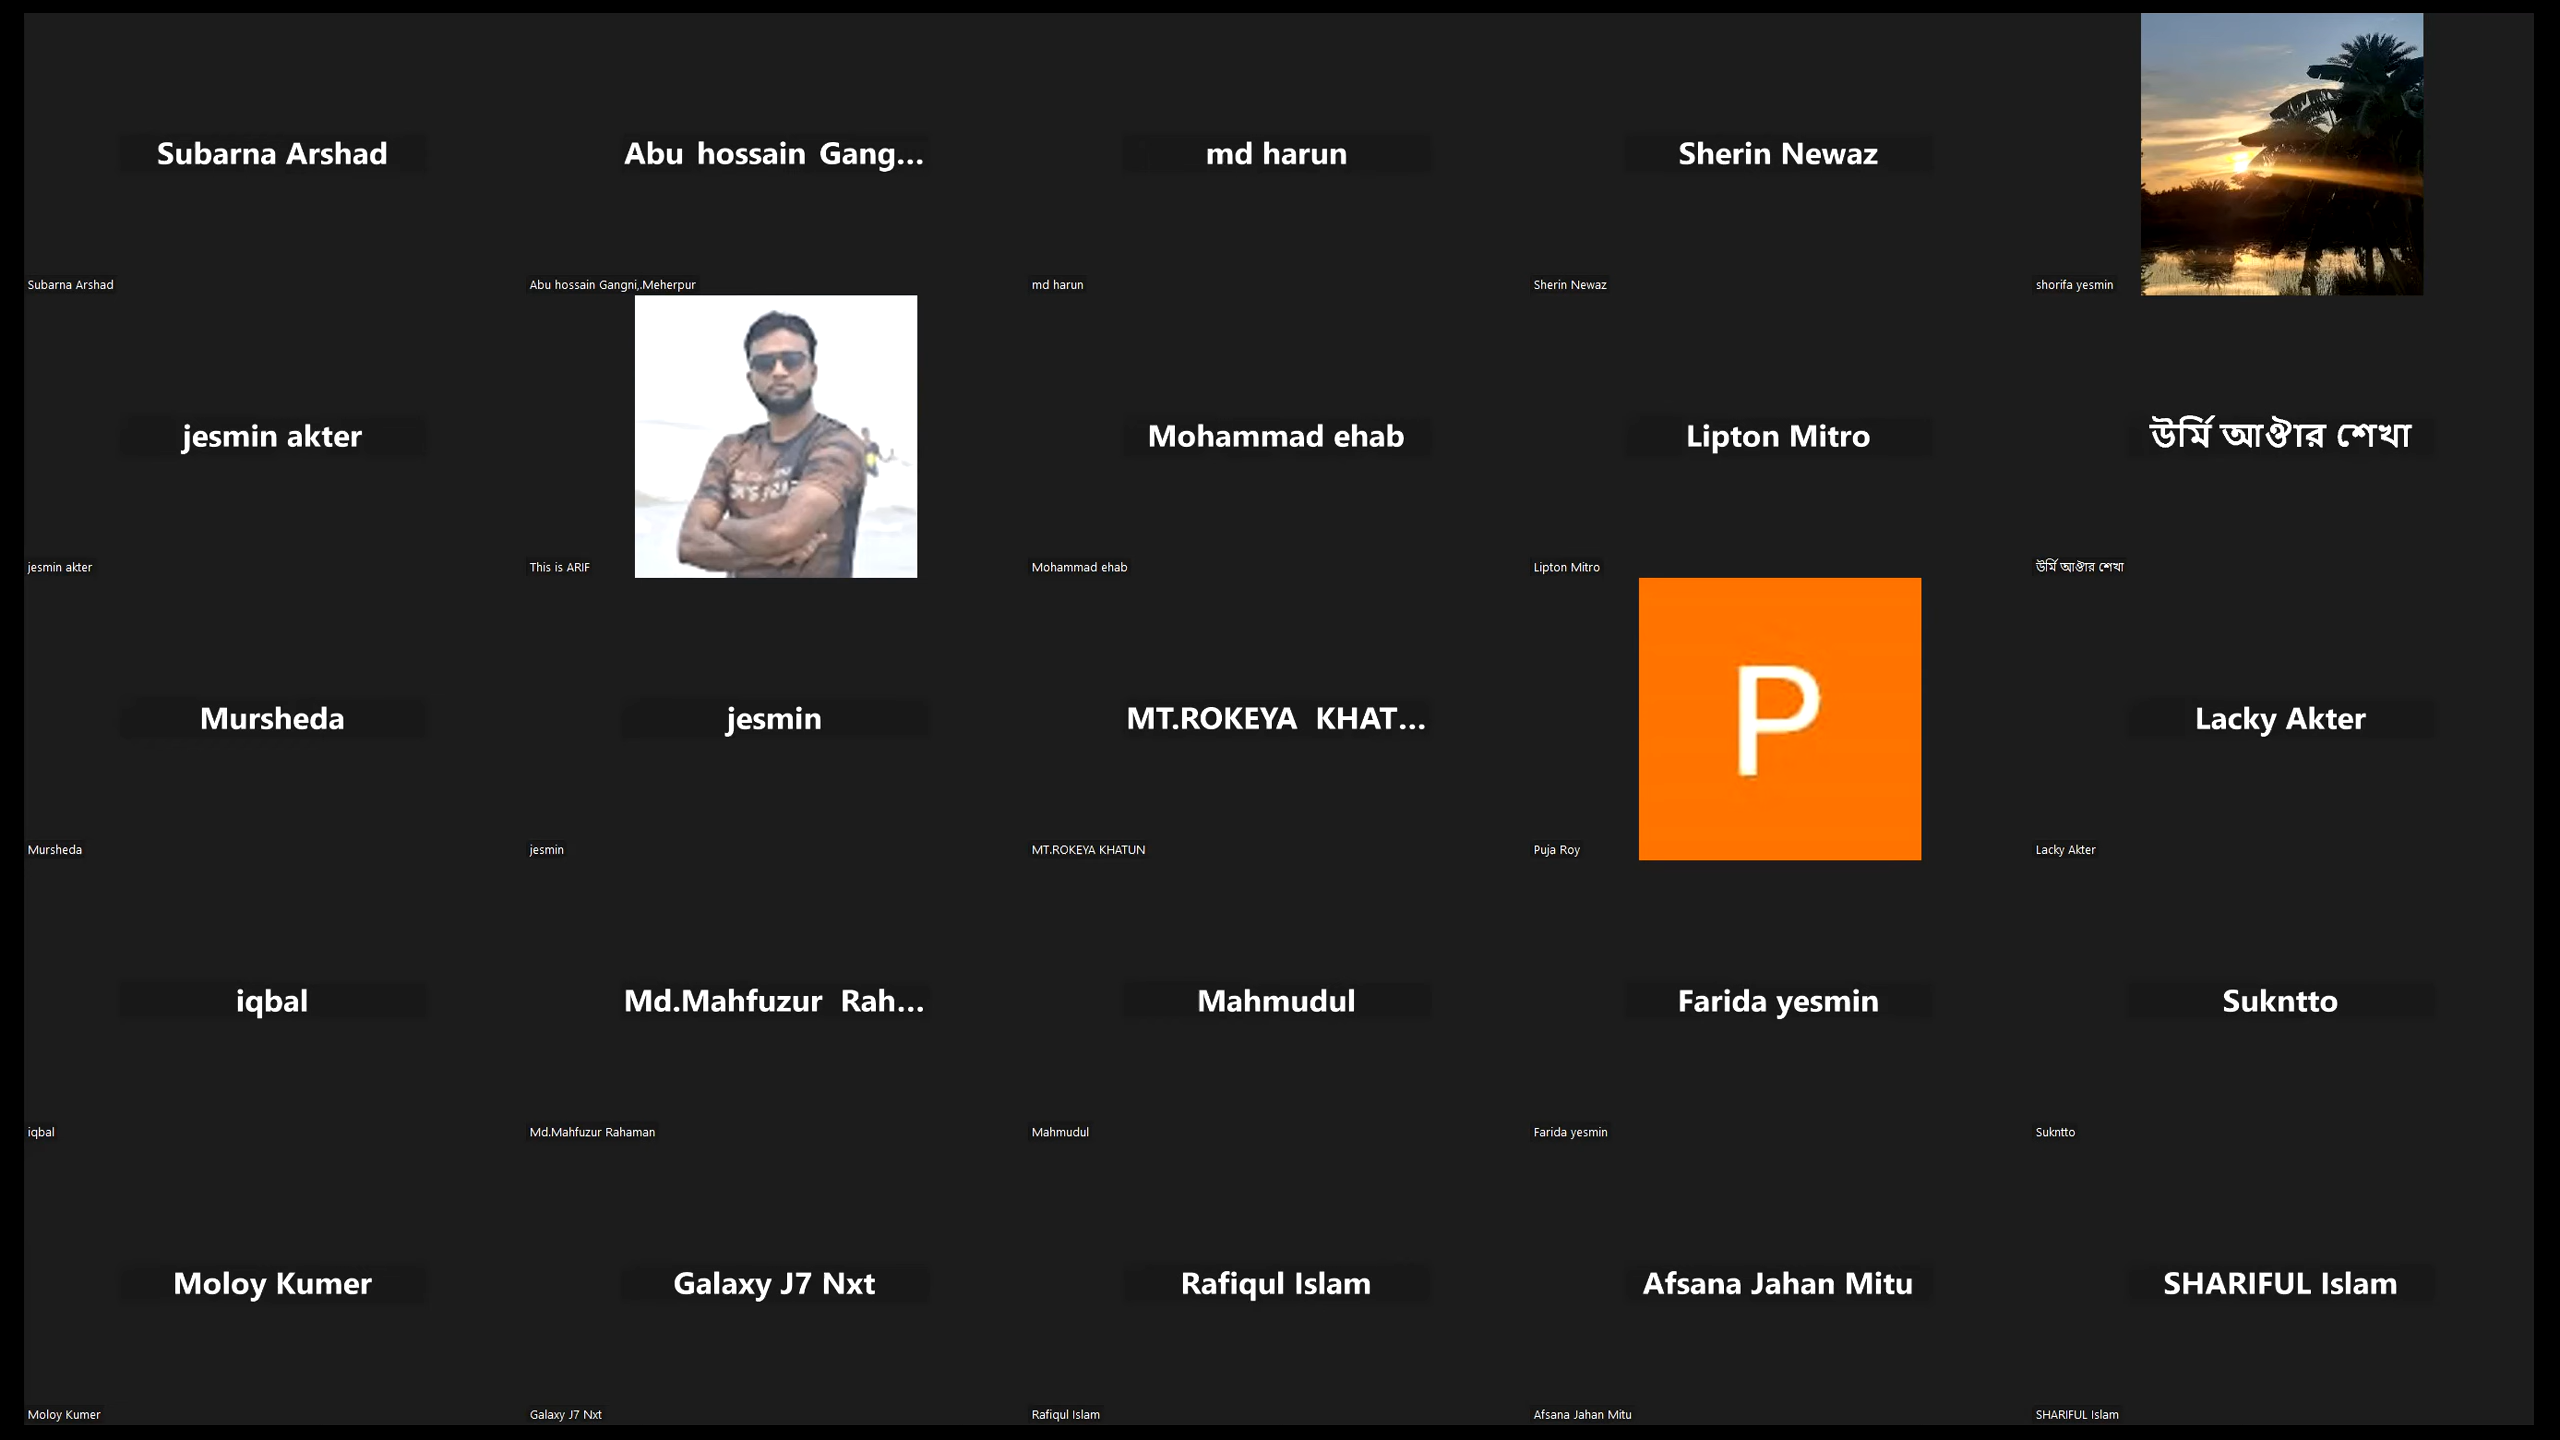 Subarna Arshad
Abu hossain Gang...
md harun
Sherin Newaz
Subarna Arshad
Abu hossain Gangni,.Meherpur
md harun
Sherin Newaz
shorifa yesmin
jesmin akter
Mohammad ehab
Lipton Mitro
উর্মি আক্তার শেখা
jesmin akter
This is ARIF
Mohammad ehab
Lipton Mitro
উর্মি আক্তার শেখা
Mursheda
jesmin
MT.ROKEYA KHAT...
P
Lacky Akter
Mursheda
jesmin
MT.ROKEYA KHATUN
Puja Roy
Lacky Akter
iqbal
Md.Mahfuzur Rah...
Mahmudul
Farida yesmin
Sukntto
iqbal
Md.Mahfuzur Rahaman
Mahmudul
Farida yesmin
Sukntto
Moloy Kumer
Galaxy J7 Nxt
Rafiqul Islam
Afsana Jahan Mitu
SHARIFUL Islam
Moloy Kumer
Galaxy J7 Nxt
Rafiqul Islam
Afsana Jahan Mitu
SHARIFUL Islam